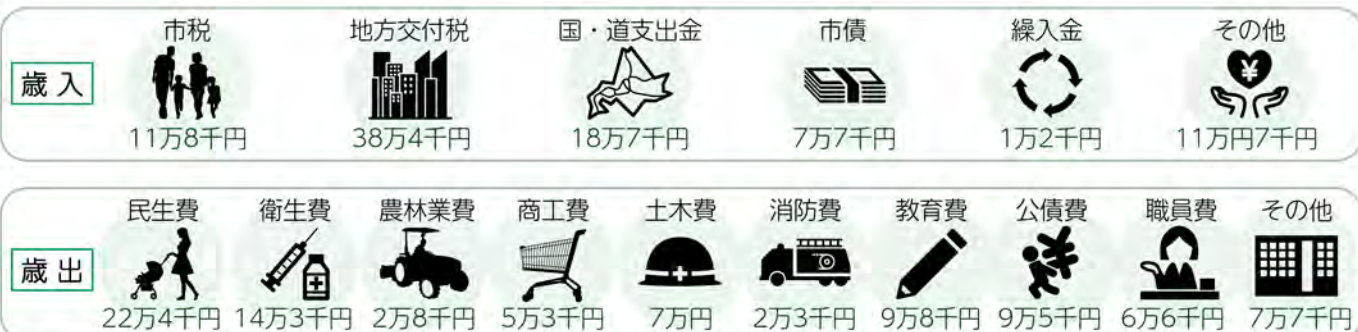 市税 地方交付税 国・道支出金 市債 繰入金 その他
歳入
¥
11万8千円 38万4千円 18万7千円 7万7千円 1万2千円 11万円7千円
民生費 衛生費 農林業費 商工費 土木費 消防費 教育費 公債費 職員費 その他
歳出
22万4千円 14万3千円 2万8千円 5万3千円 7万円 2万3千円 9万8千円 9万5千円 6万6千円 7万7千円